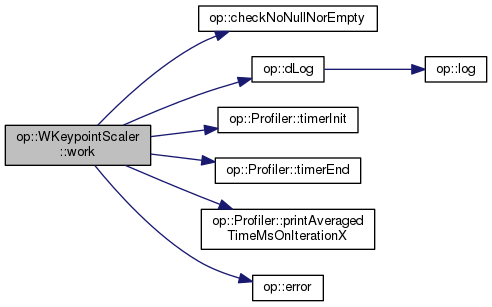 op::WKeypointScaler
::work
op::checkNoNullNorEmpty
op::dLog
op::log
op::Profiler::timerInit
op::Profiler::timerEnd
op::Profiler::printAveraged
TimeMsOnIterationX
op::error